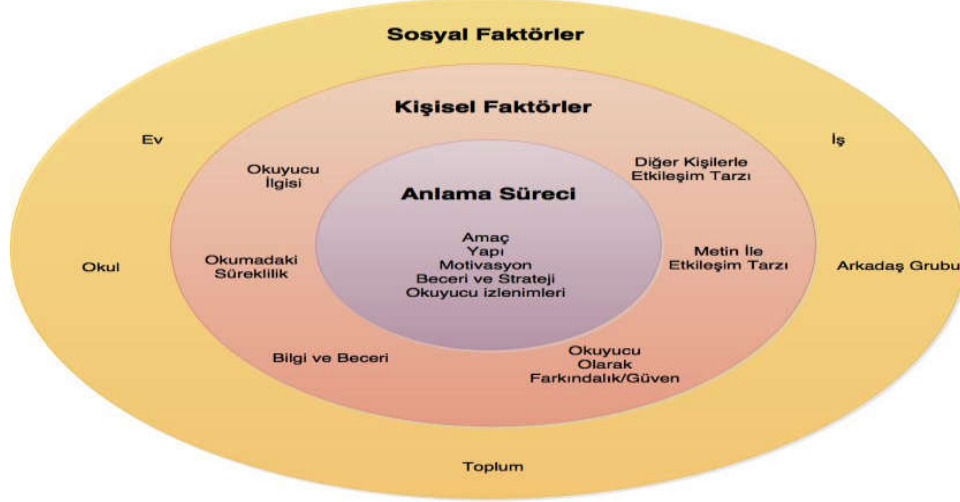 Sosyal Faktörler
Kişisel Faktörler
Ev
İş
Okuyucu
İlgisi
Diğer Kişilerle
Etkileşim Tarzı
Anlama Süreci
Amaç
Yapı
Motivasyon
Beceri ve Strateji
Okuyucu izlenimleri
Okul
Okumadaki
Süreklilik
Metin İle
Etkileşim Tarzı
Arkadaş Grubu
Bilgi ve Beceri
Okuyucu
Olarak
Farkındalık/Güven
Toplum